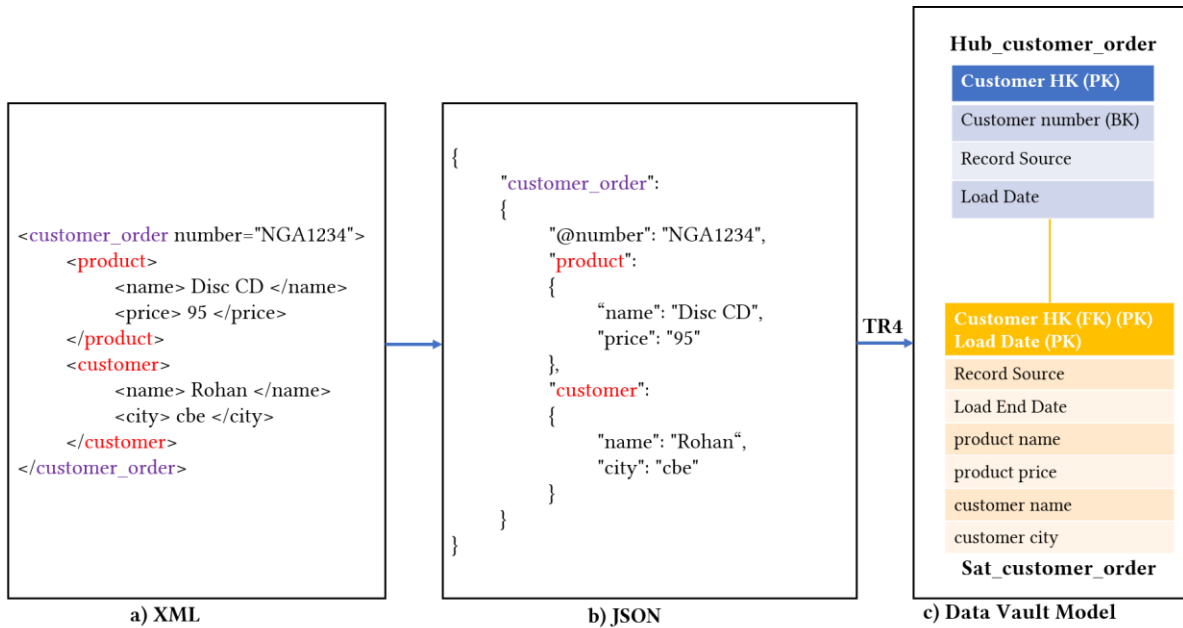 <customer_order number="NGA1234">
<product>
<name> Disc CD </name>
<price> 95 </price>
</product>
<customer>
<name> Rohan </name>
<city> cbe </city>
</customer>
</customer_order>
a) XML
{
"customer_order":
{
"@number": "NGA1234",
"product":
{
“name": "Disc CD",
"price": "95"
},
"customer":
{
"name": "Rohan“,
"city": "cbe"
}
}
}
b) JSON
TR4
Hub_customer_order
Customer HK (PK)
Customer number (BK)
Record Source
Load Date
Customer HK (FK) (PK)
Load Date (PK)
Record Source
Load End Date
product name
product price
customer name
customer city
Sat_customer_order
c) Data Vault Model